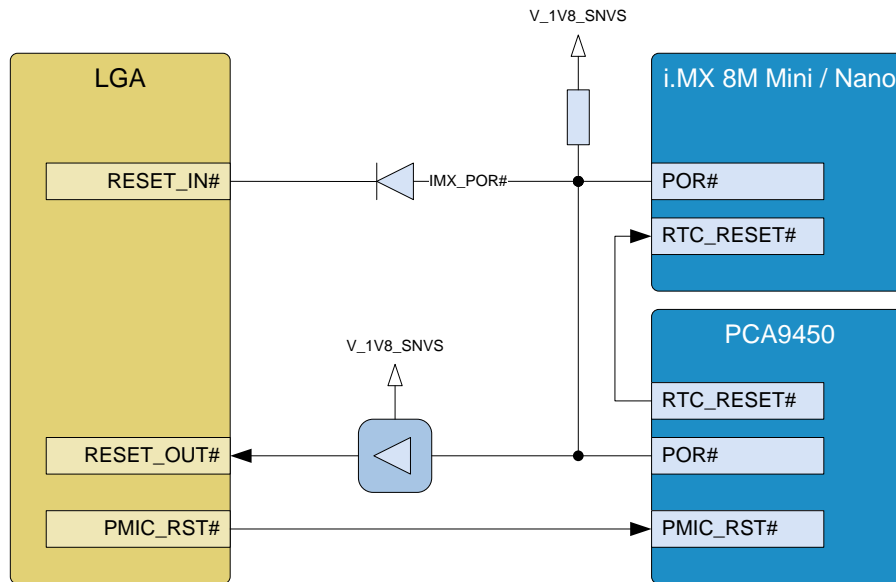 V_1V8_SNVS
LGA
i.MX 8M Mini / Nano
RESET_IN#
IMX_POR#
POR#
RTC_RESET#
PCA9450
V_1V8_SNVS
RTC_RESET#
RESET_OUT#
POR#
PMIC_RST#
PMIC_RST#